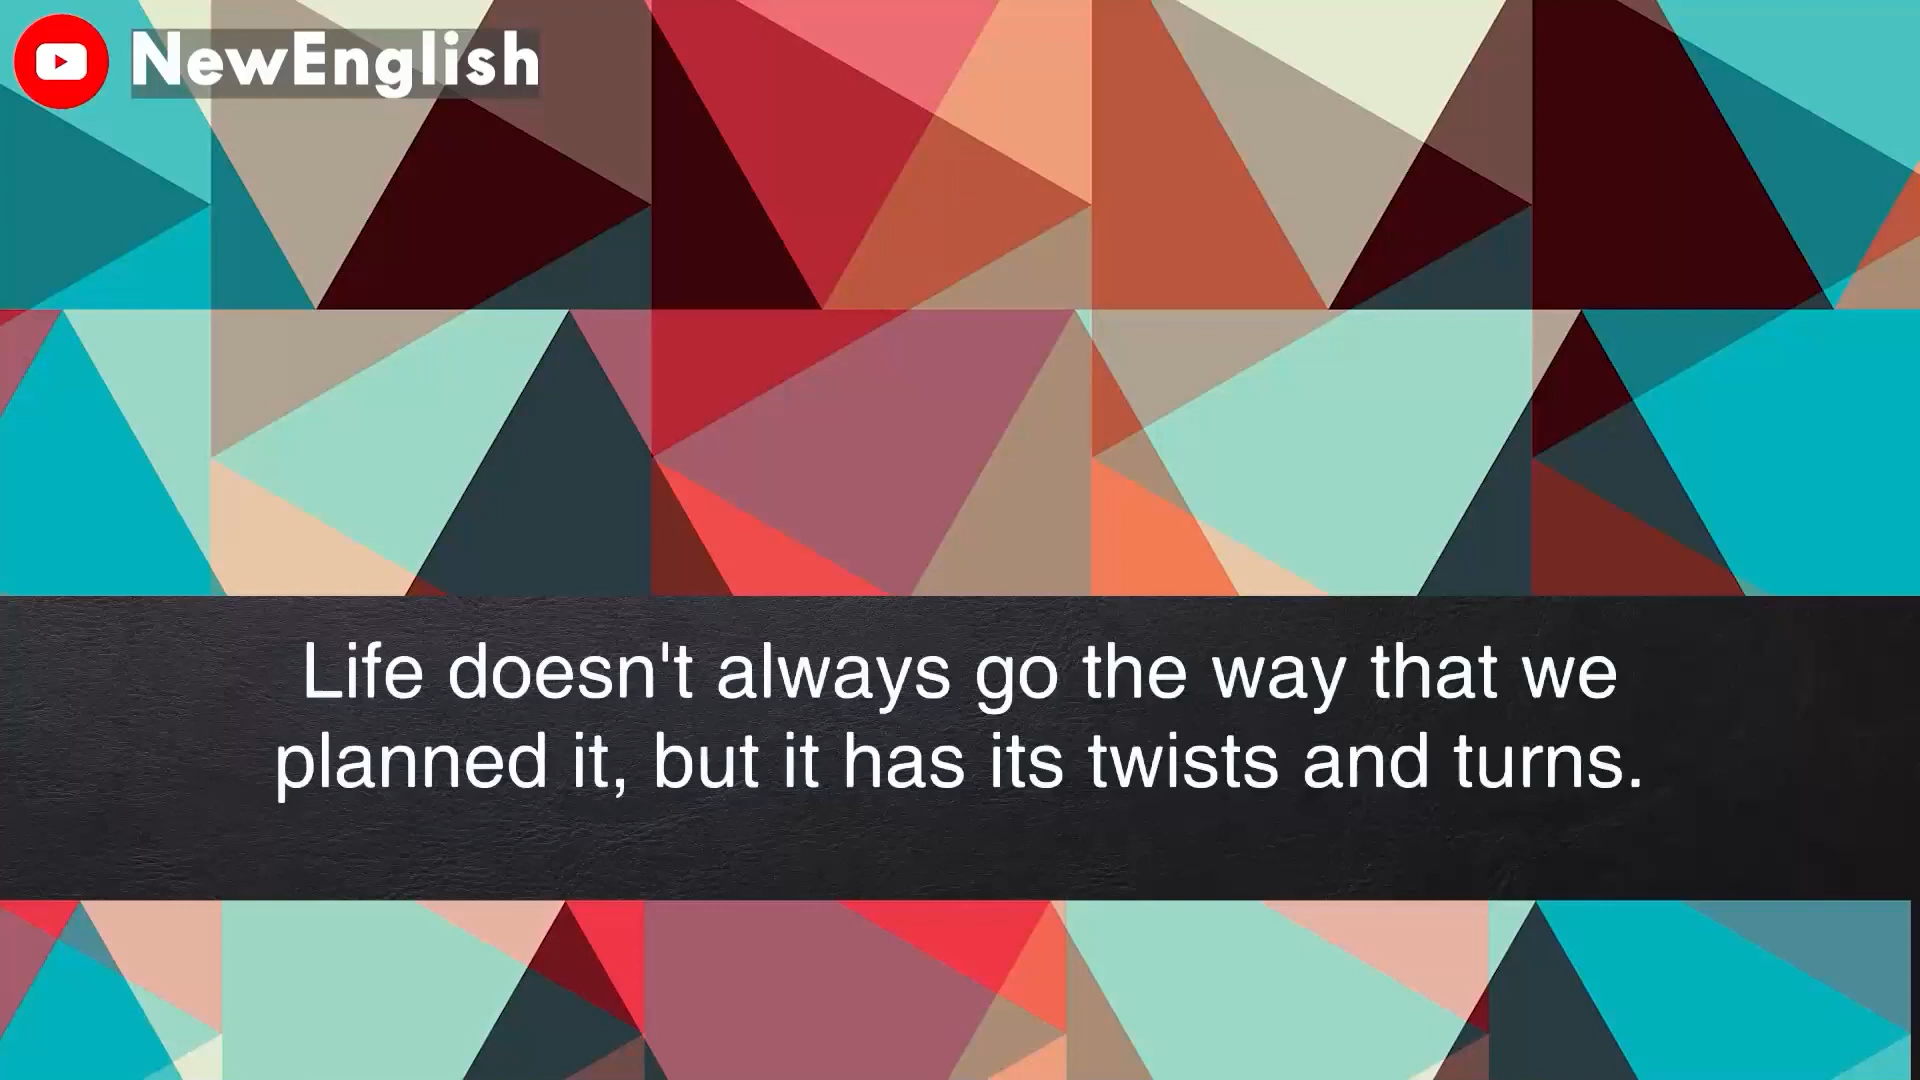 NewEnglish
Life doesn't always go the way that we
planned it, but it has its twists and turns.